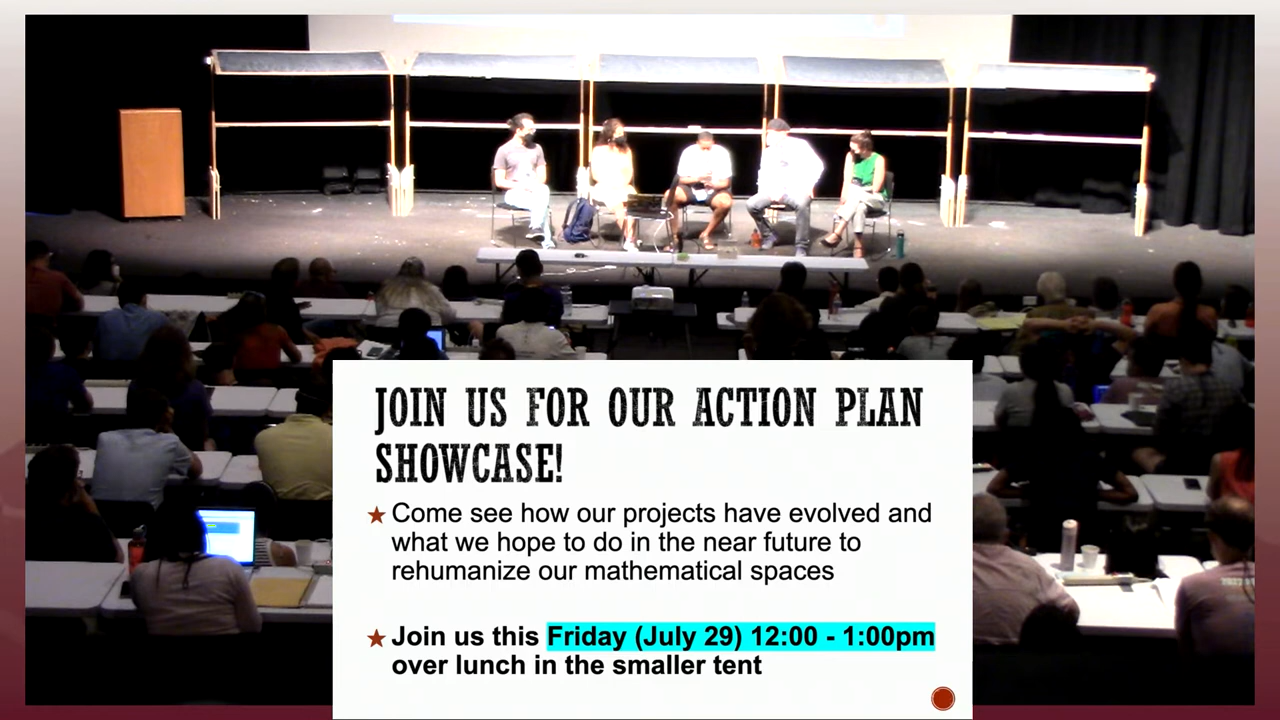 JOIN US FOR OUR ACTION PLAN
SHOWCASE!
Come see how our projects have evolved and
what we hope to do in the near future to
rehumanize our mathematical spaces
Join us this Friday (July 29) 12:00 - 1:00pm
over lunch in the smaller tent